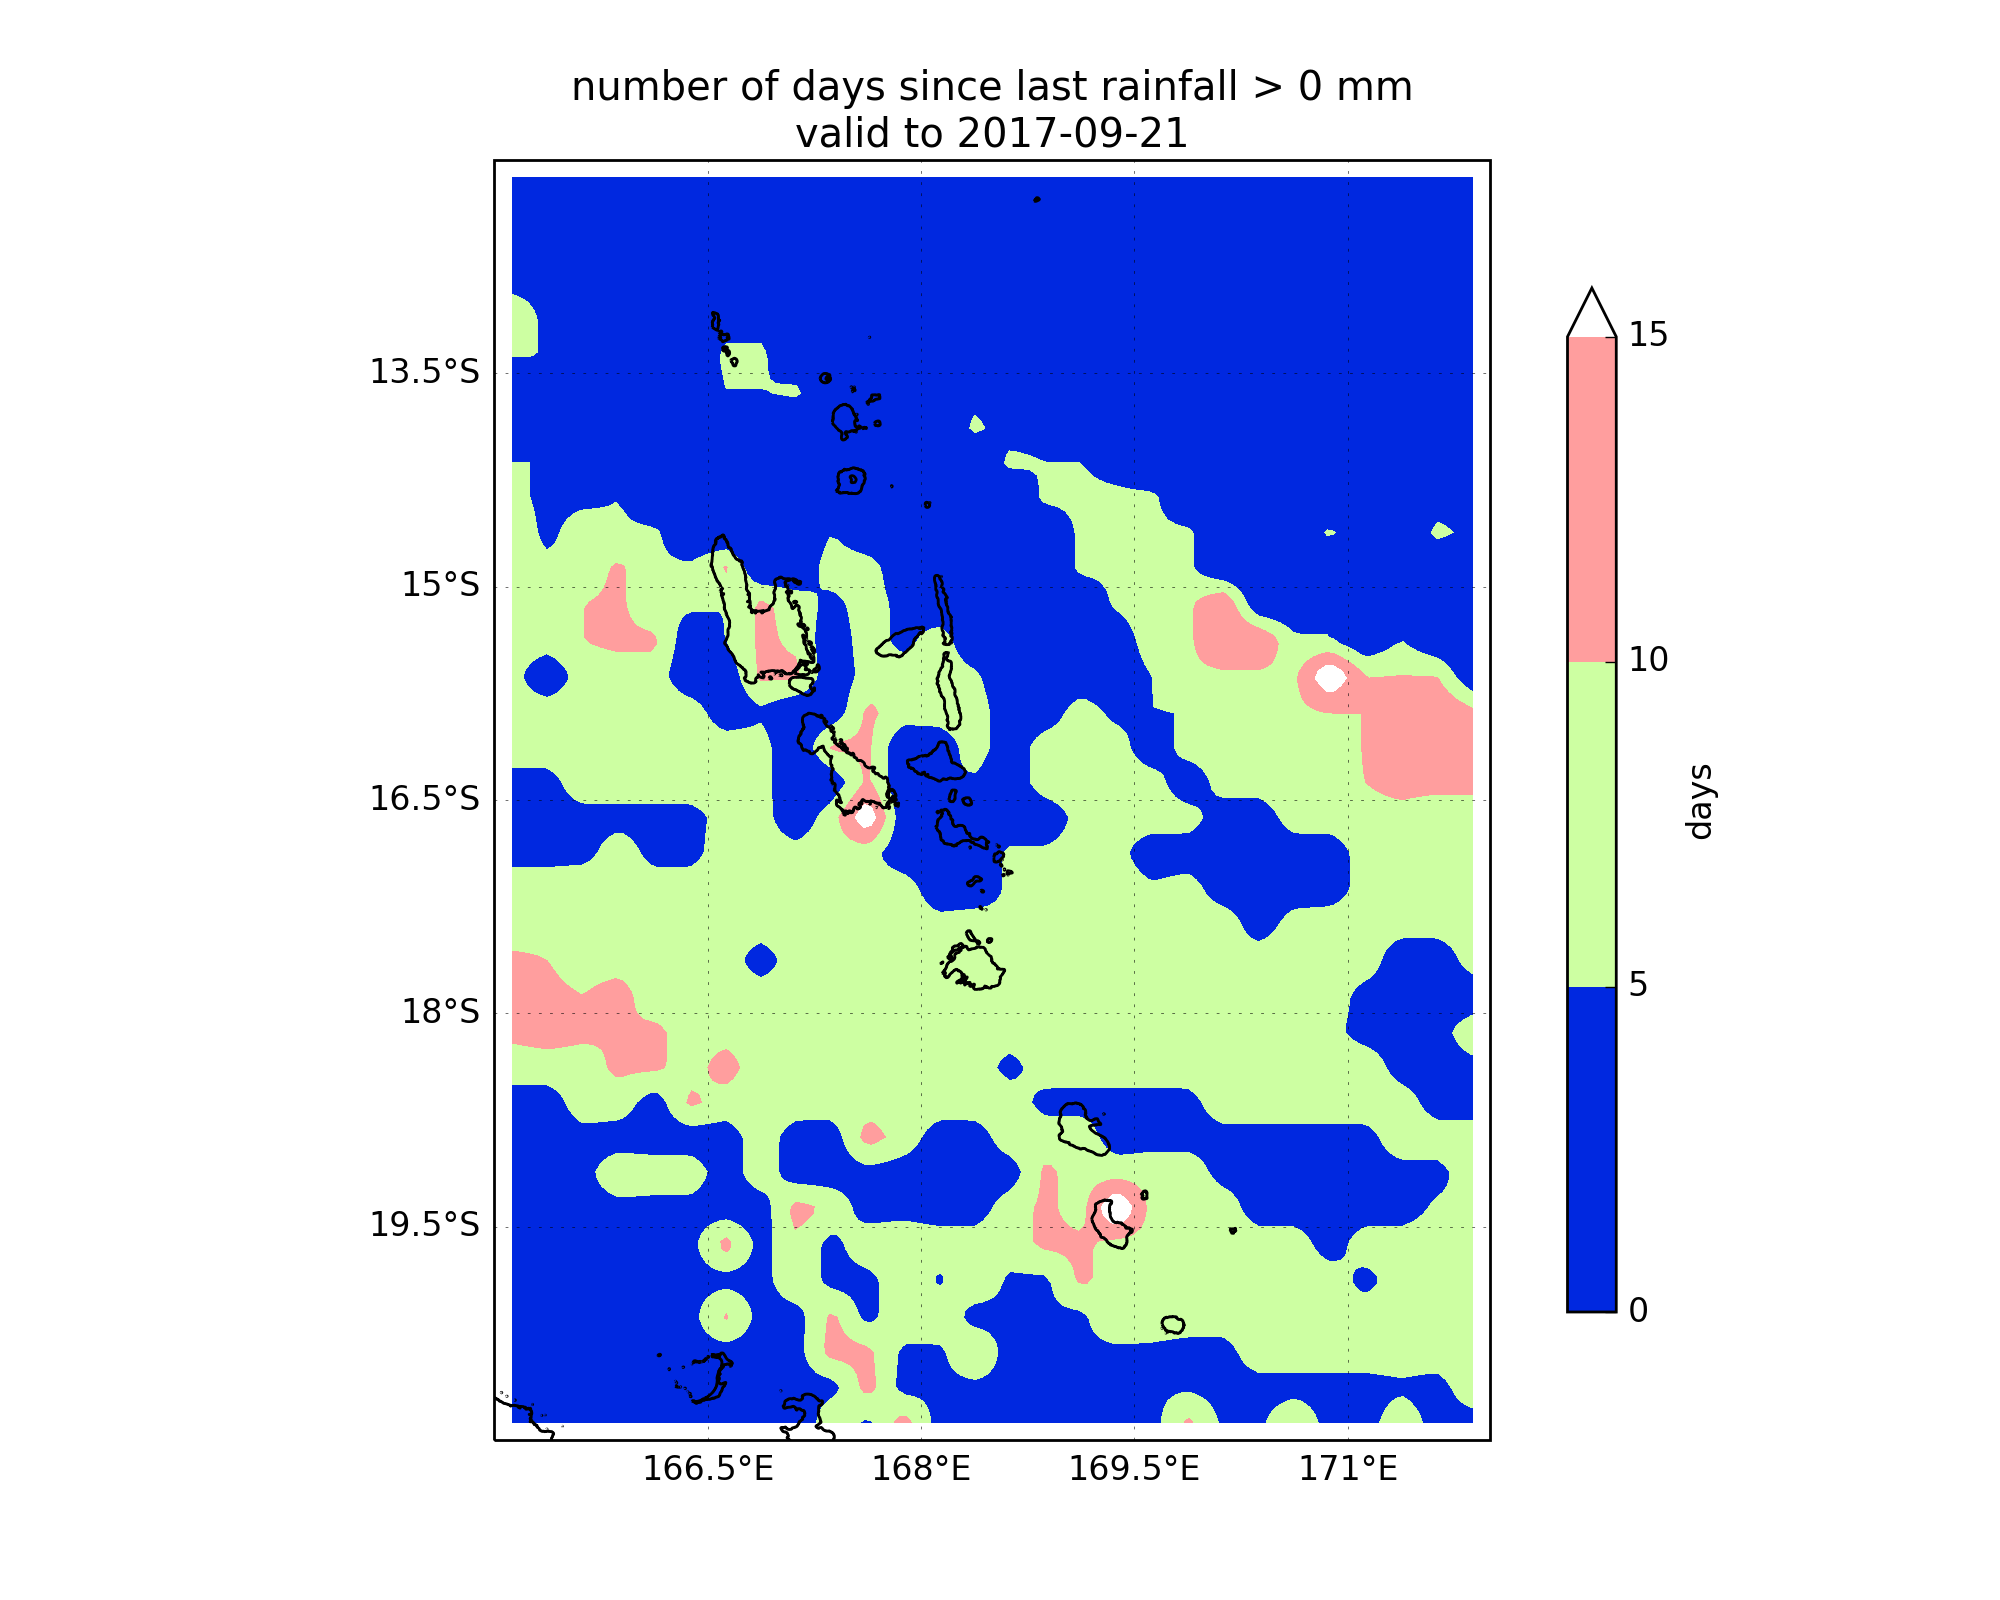 number of days since last rainfall > 0 mm
valid to 2017-09-21
13.5°S
15°S
16.5°S
18°S
19.5°S
166.5°E
168°E
169.5°E
171°E
15
10
5
0
days